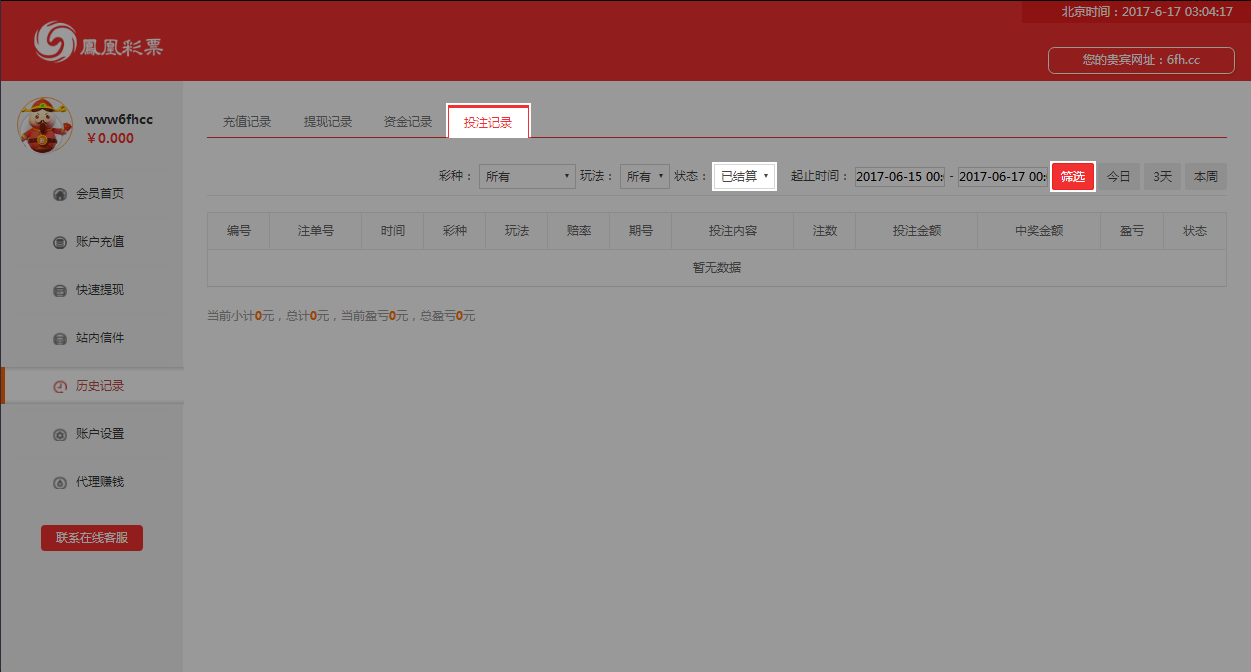 北京时间：2017-6-17 03:04:17
鳳凰彩票
您的贵宾网址：6fh.cc
www6fhcc
￥0.000
会员首页
账户充值
快速提现
站内信件
历史记录
账户设置
代理赚钱
联系在线客服
充值记录 提现记录 资金记录 投注记录
彩种： 所有 玩法： 所有 状态： 已结算 起止时间： 2017-06-15 00: - 2017-06-17 00: 筛选 今日 3天 本周
编号 注单号 时间 彩种 玩法 赔率 期号 投注内容 注数 投注金额 中奖金额 盈亏 状态
暂无数据
当前小计0元，总计0元，当前盈亏0元，总盈亏0元